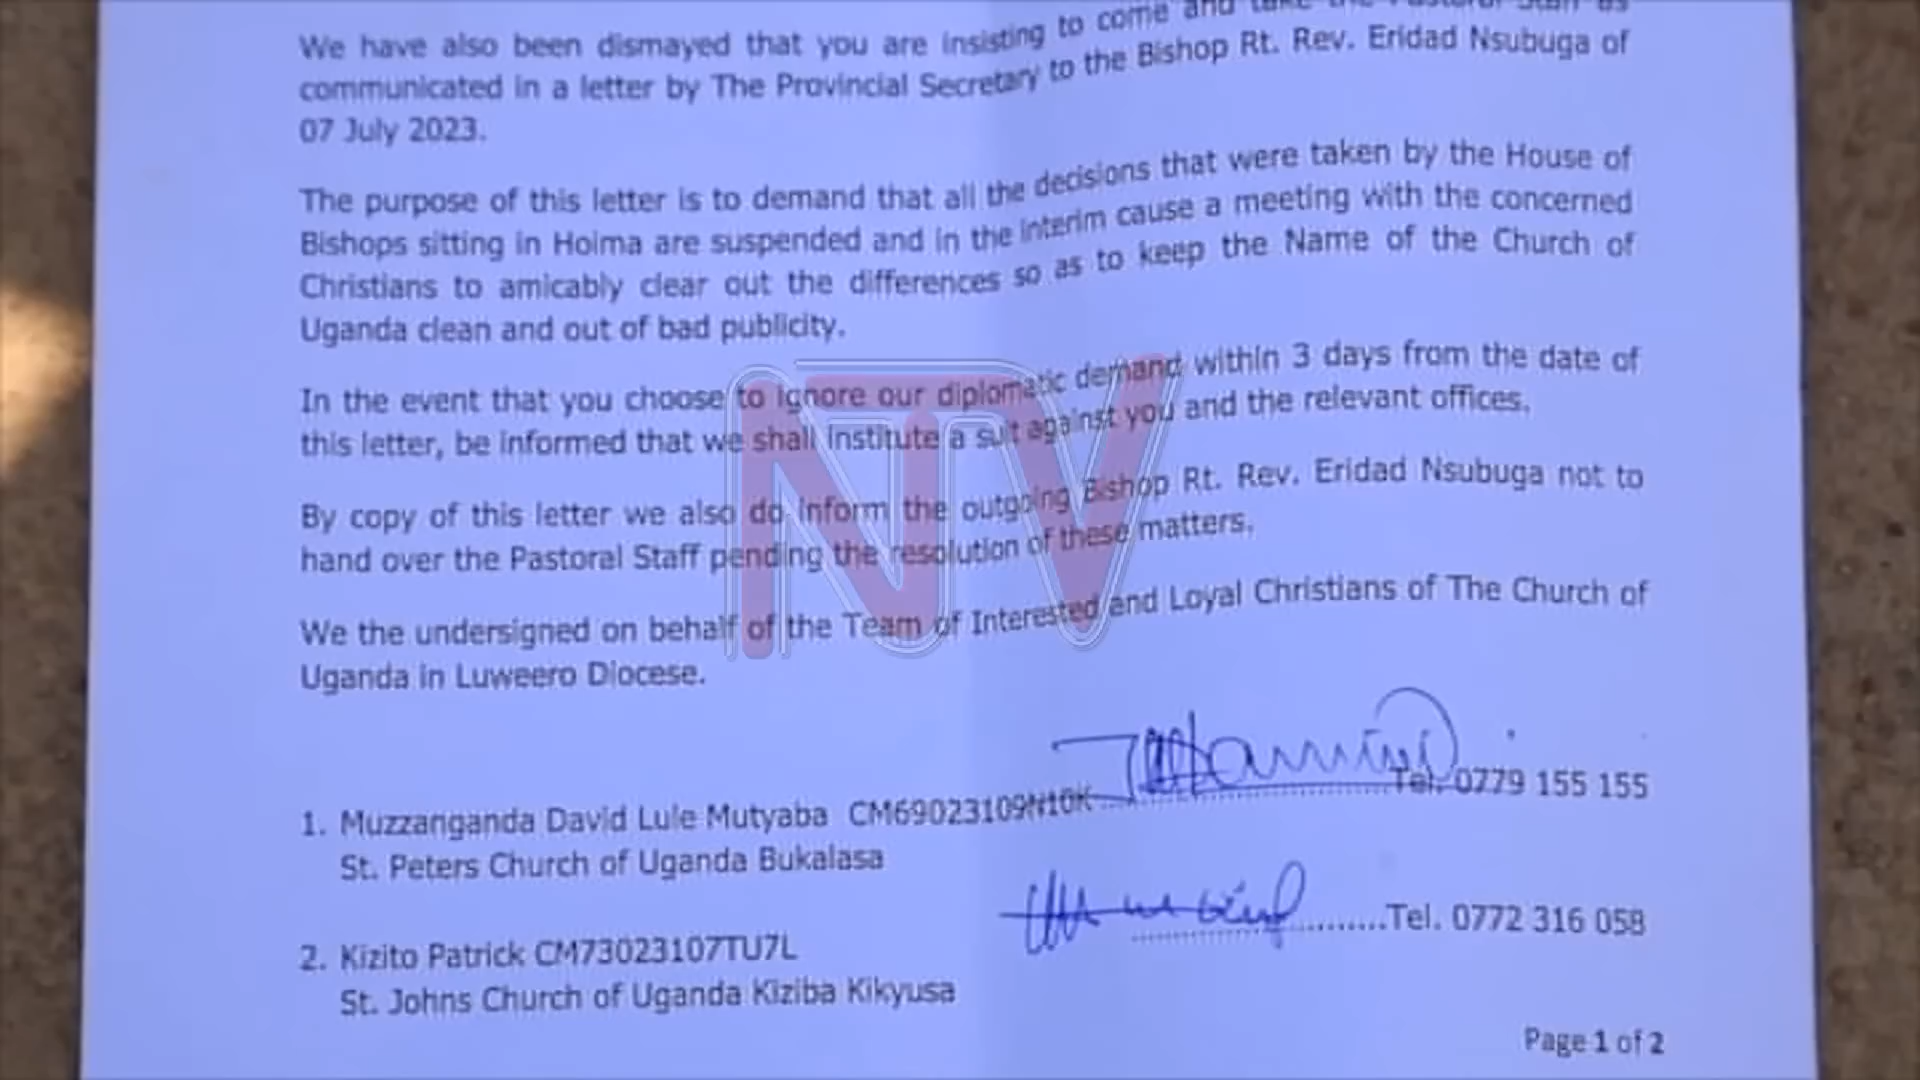 We have also been dismayed that you are insisting to come and take the Pastoral Staff as
communicated in a letter by The Provincial Secretary to the Bishop Rt. Rev. Eridad Nsubuga of
07 July 2023.
The purpose of this letter is to demand that all the decisions that were taken by the House of
Bishops sitting in Hoima are suspended and in the interim cause a meeting with the concerned
Christians to amicably clear out the differences so as to keep the Name of the Church of
Uganda clean and out of bad publicity.
In the event that you choose to ignore our diplomatic demand within 3 days from the date of
this letter, be informed that we shall institute a suit against you and the relevant offices.
NTV
By copy of this letter we also do inform the outgoing Bishop Rt. Rev. Eridad Nsubuga not to
hand over the Pastoral Staff pending the resolution of these matters.
We the undersigned on behalf of the Team of Interested and Loyal Christians of The Church of
Uganda in Luweero Diocese.
1. Muzzanganda David Lule Mutyaba CM69023109N10K Tel. 0779 155 155
St. Peters Church of Uganda Bukalasa
2. Kizito Patrick CM73023107TU7L ..........Tel. 0772 316 058
St. Johns Church of Uganda Kiziba Kikyusa
Page 1 of 2